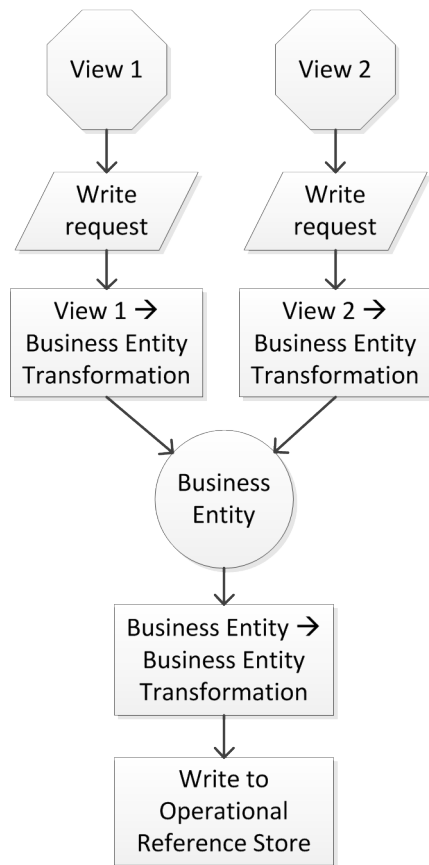 View 1
View 2
Write
request
Write
request
View 1 →
Business Entity
Transformation
View 2 →
Business Entity
Transformation
Business
Entity
Business Entity →
Business Entity
Transformation
Write to
Operational
Reference Store